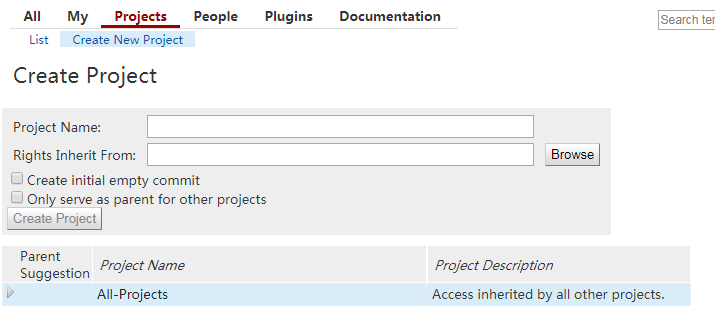 All My Projects People Plugins Documentation
Search ter
List Create New Project
Create Project
Project Name:
Rights Inherit From: Browse
Create initial empty commit
Only serve as parent for other projects
Create Project
Parent Suggestion Project Name Project Description
All-Projects Access inherited by all other projects.